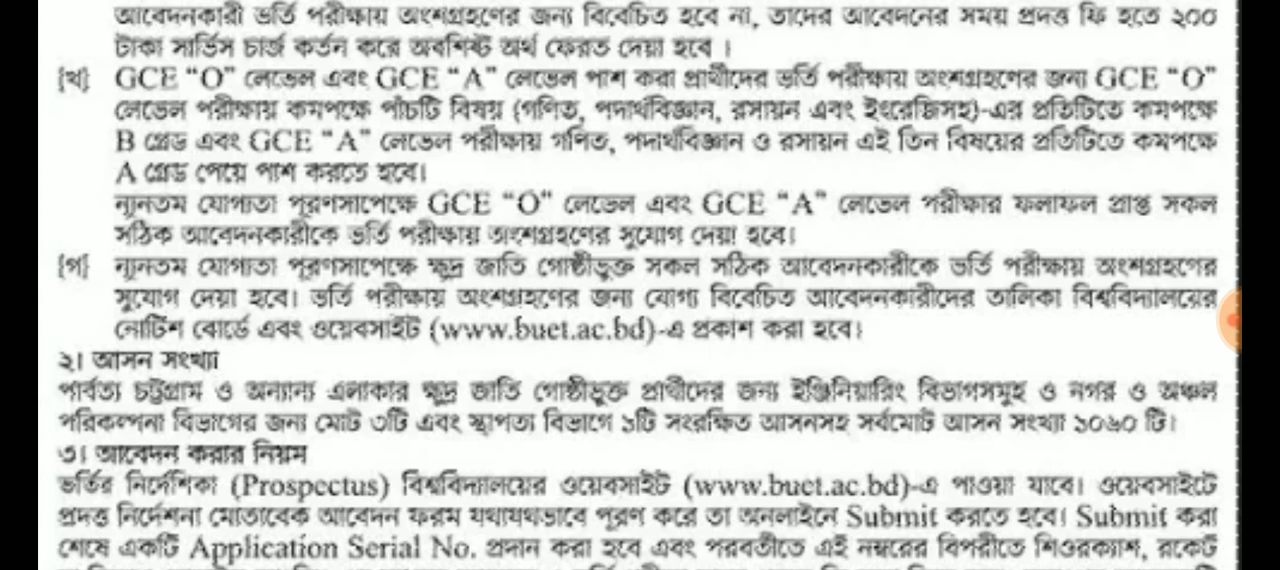 আবেদনকারী ভর্তি পরীক্ষায় অংশগ্রহণের জন্য বিবেচিত হবে না, তাদের আবেদনের সময় প্রদত্ত ফি হতে ২০০
টাকা সার্ভিস চার্জ কর্তন করে অবশিষ্ট অর্থ ফেরত দেয়া হবে ।
(খ) GCE “O” লেভেল এবং GCE “A” লেভেল পাশ করা প্রার্থীদের ভর্তি পরীক্ষায় অংশগ্রহণের জন্য GCE “O”
লেভেল পরীক্ষায় কমপক্ষে পাঁচটি বিষয় (গণিত, পদার্থবিজ্ঞান, রসায়ন এবং ইংরেজিসহ)-এর প্রতিটিতে কমপক্ষে
B গ্রেড এবং GCE “A” লেভেল পরীক্ষায় গণিত, পদার্থবিজ্ঞান ও রসায়ন এই তিন বিষয়ের প্রতিটিতে কমপক্ষে
A গ্রেড পেয়ে পাশ করতে হবে।
ন্যূনতম যোগ্যতা পূরণসাপেক্ষে GCE “O” লেভেল এবং GCE “A” লেভেল পরীক্ষার ফলাফল প্রাপ্ত সকল
সঠিক আবেদনকারীকে ভর্তি পরীক্ষায় অংশগ্রহণের সুযোগ দেয়া হবে।
(গ) ন্যূনতম যোগ্যতা পূরণসাপেক্ষে ক্ষুদ্র জাতি গোষ্ঠীভুক্ত সকল সঠিক আবেদনকারীকে ভর্তি পরীক্ষায় অংশগ্রহণের
সুযোগ দেয়া হবে। ভর্তি পরীক্ষায় অংশগ্রহণের জন্য যোগ্য বিবেচিত আবেদনকারীদের তালিকা বিশ্ববিদ্যালয়ের
নোটিশ বোর্ডে এবং ওয়েবসাইট (www.buet.ac.bd)-এ প্রকাশ করা হবে।
২। আসন সংখ্যা
পার্বত্য চট্টগ্রাম ও অন্যান্য এলাকার ক্ষুদ্র জাতি গোষ্ঠীভুক্ত প্রার্থীদের জন্য ইঞ্জিনিয়ারিং বিভাগসমূহ ও নগর ও অঞ্চল
পরিকল্পনা বিভাগের জন্য মোট ৩টি এবং স্থাপত্য বিভাগে ১টি সংরক্ষিত আসনসহ সর্বমোট আসন সংখ্যা ১০৬০ টি।
৩। আবেদন করার নিয়ম
ভর্তির নির্দেশিকা (Prospectus) বিশ্ববিদ্যালয়ের ওয়েবসাইট (www.buet.ac.bd)-এ পাওয়া যাবে। ওয়েবসাইটে
প্রদত্ত নির্দেশনা মোতাবেক আবেদন ফরম যথাযথভাবে পূরণ করে তা অনলাইনে Submit করতে হবে। Submit করা
শেষে একটি Application Serial No. প্রদান করা হবে এবং পরবর্তীতে এই নম্বরের বিপরীতে শিওরক্যাশ, রকেট